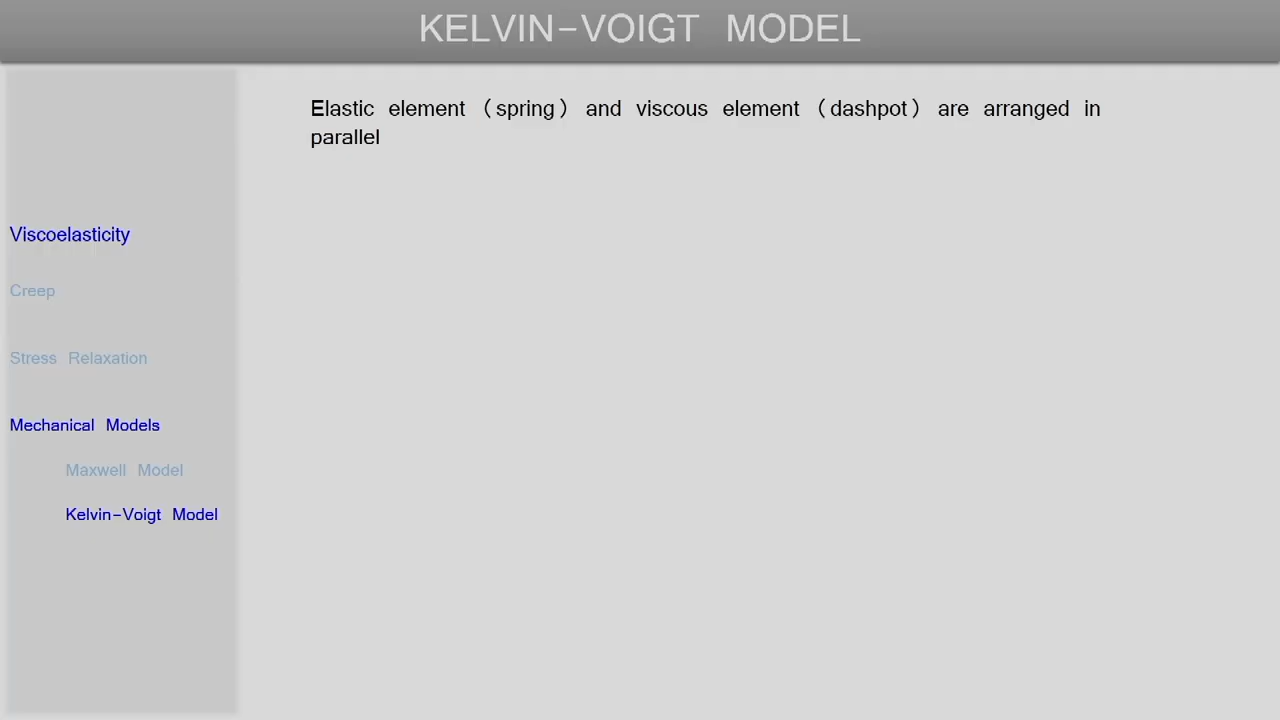 KELVIN-VOIGT MODEL
Elastic element (spring) and viscous element (dashpot) are arranged in
parallel
Viscoelasticity
Creep
Stress Relaxation
Mechanical Models
Maxwell Model
Kelvin-Voigt Model